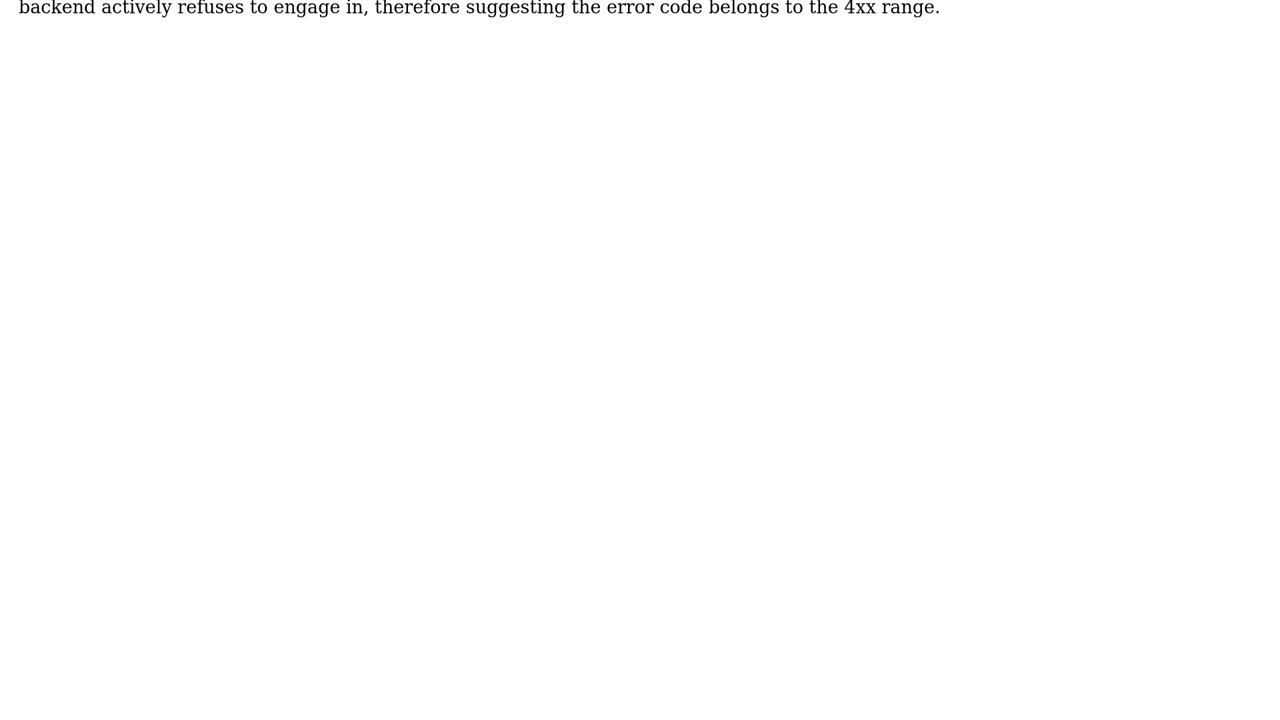 backend actively refuses to engage in, therefore suggesting the error code belongs to the 4xx range.